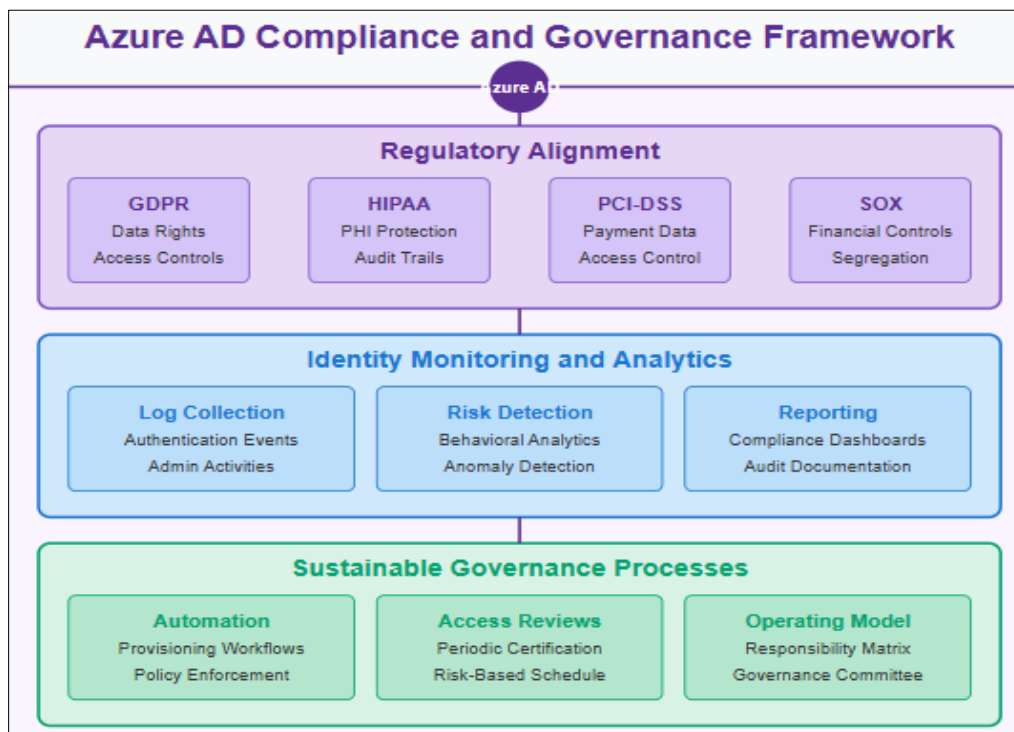 Azure AD Compliance and Governance Framework
Azure AD
Regulatory Alignment
GDPR
Data Rights
Access Controls
HIPAA
PHI Protection
Audit Trails
PCI-DSS
Payment Data
Access Control
SOX
Financial Controls
Segregation
Identity Monitoring and Analytics
Log Collection
Authentication Events
Admin Activities
Risk Detection
Behavioral Analytics
Anomaly Detection
Reporting
Compliance Dashboards
Audit Documentation
Sustainable Governance Processes
Automation
Provisioning Workflows
Policy Enforcement
Access Reviews
Periodic Certification
Risk-Based Schedule
Operating Model
Responsibility Matrix
Governance Committee